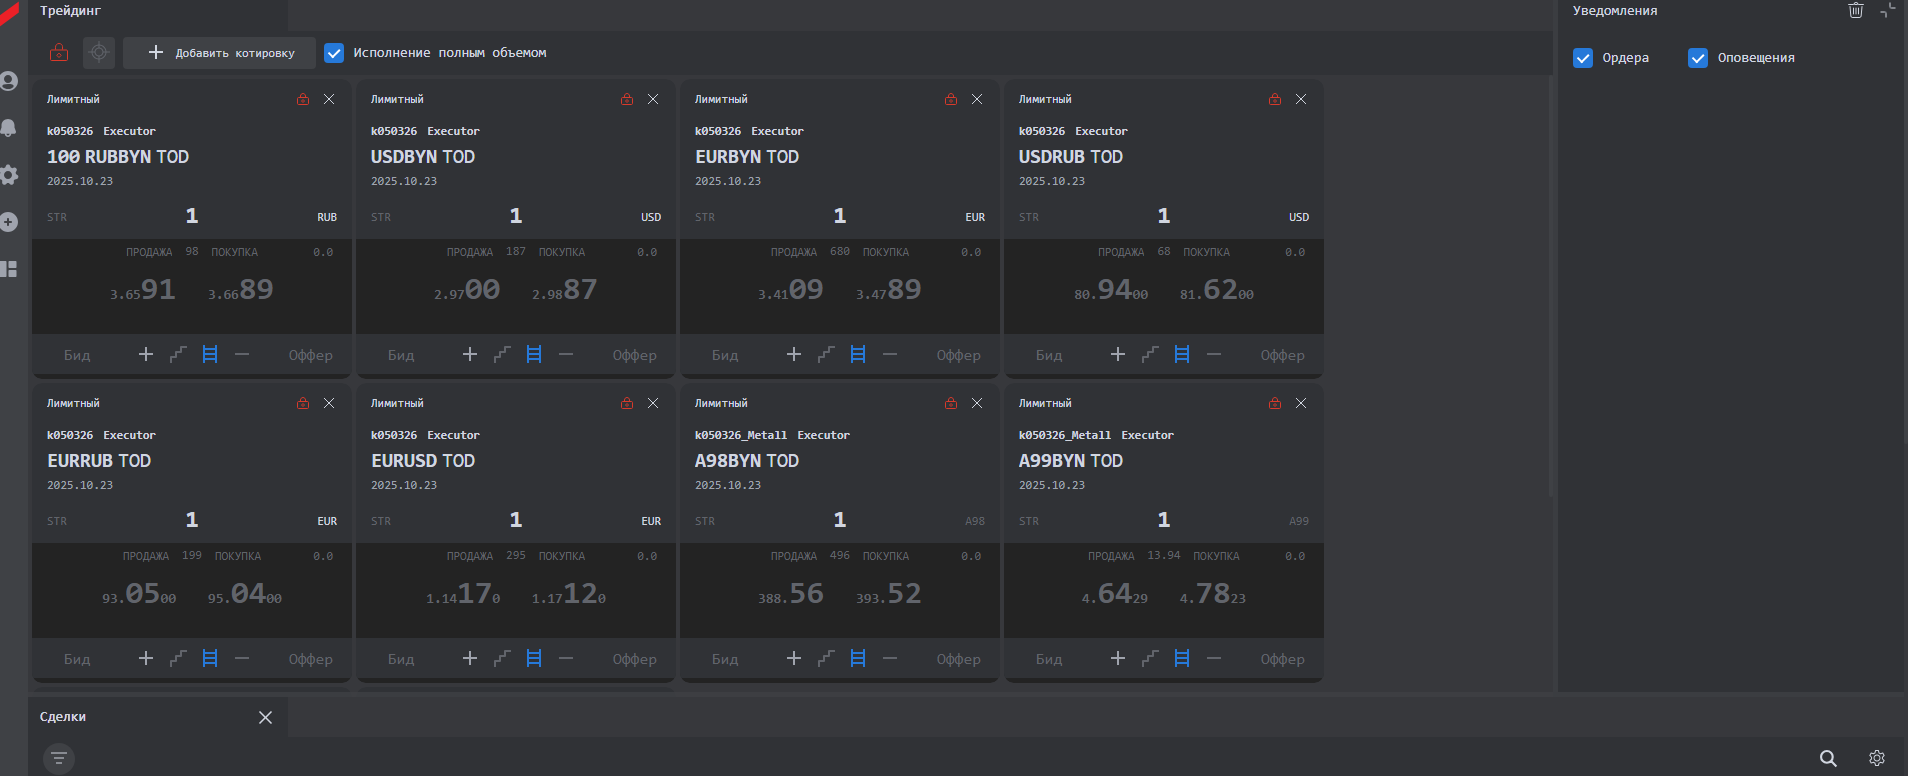 Трейдинг
Уведомления
Добавить котировку
Исполнение полным объемом
Ордера
Оповещения
Лимитный
k050326 Executor
100 RUBBYN TOD
2025.10.23
STR 1 RUB
ПРОДАЖА 98 ПОКУПКА 0.0
3.6591 3.6689
Бид Оффер
Лимитный
k050326 Executor
USDBYN TOD
2025.10.23
STR 1 USD
ПРОДАЖА 187 ПОКУПКА 0.0
2.9700 2.9887
Бид Оффер
Лимитный
k050326 Executor
EURBYN TOD
2025.10.23
STR 1 EUR
ПРОДАЖА 680 ПОКУПКА 0.0
3.4109 3.4789
Бид Оффер
Лимитный
k050326 Executor
USDRUB TOD
2025.10.23
STR 1 USD
ПРОДАЖА 68 ПОКУПКА 0.0
80.9400 81.6200
Бид Оффер
Лимитный
k050326 Executor
EURRUB TOD
2025.10.23
STR 1 EUR
ПРОДАЖА 199 ПОКУПКА 0.0
93.0500 95.0400
Бид Оффер
Лимитный
k050326 Executor
EURUSD TOD
2025.10.23
STR 1 EUR
ПРОДАЖА 295 ПОКУПКА 0.0
1.14170 1.17120
Бид Оффер
Лимитный
k050326_Metall Executor
A98BYN TOD
2025.10.23
STR 1 A98
ПРОДАЖА 496 ПОКУПКА 0.0
388.56 393.52
Бид Оффер
Лимитный
k050326_Metall Executor
A99BYN TOD
2025.10.23
STR 1 A99
ПРОДАЖА 13.94 ПОКУПКА 0.0
4.6429 4.7823
Бид Оффер
Сделки